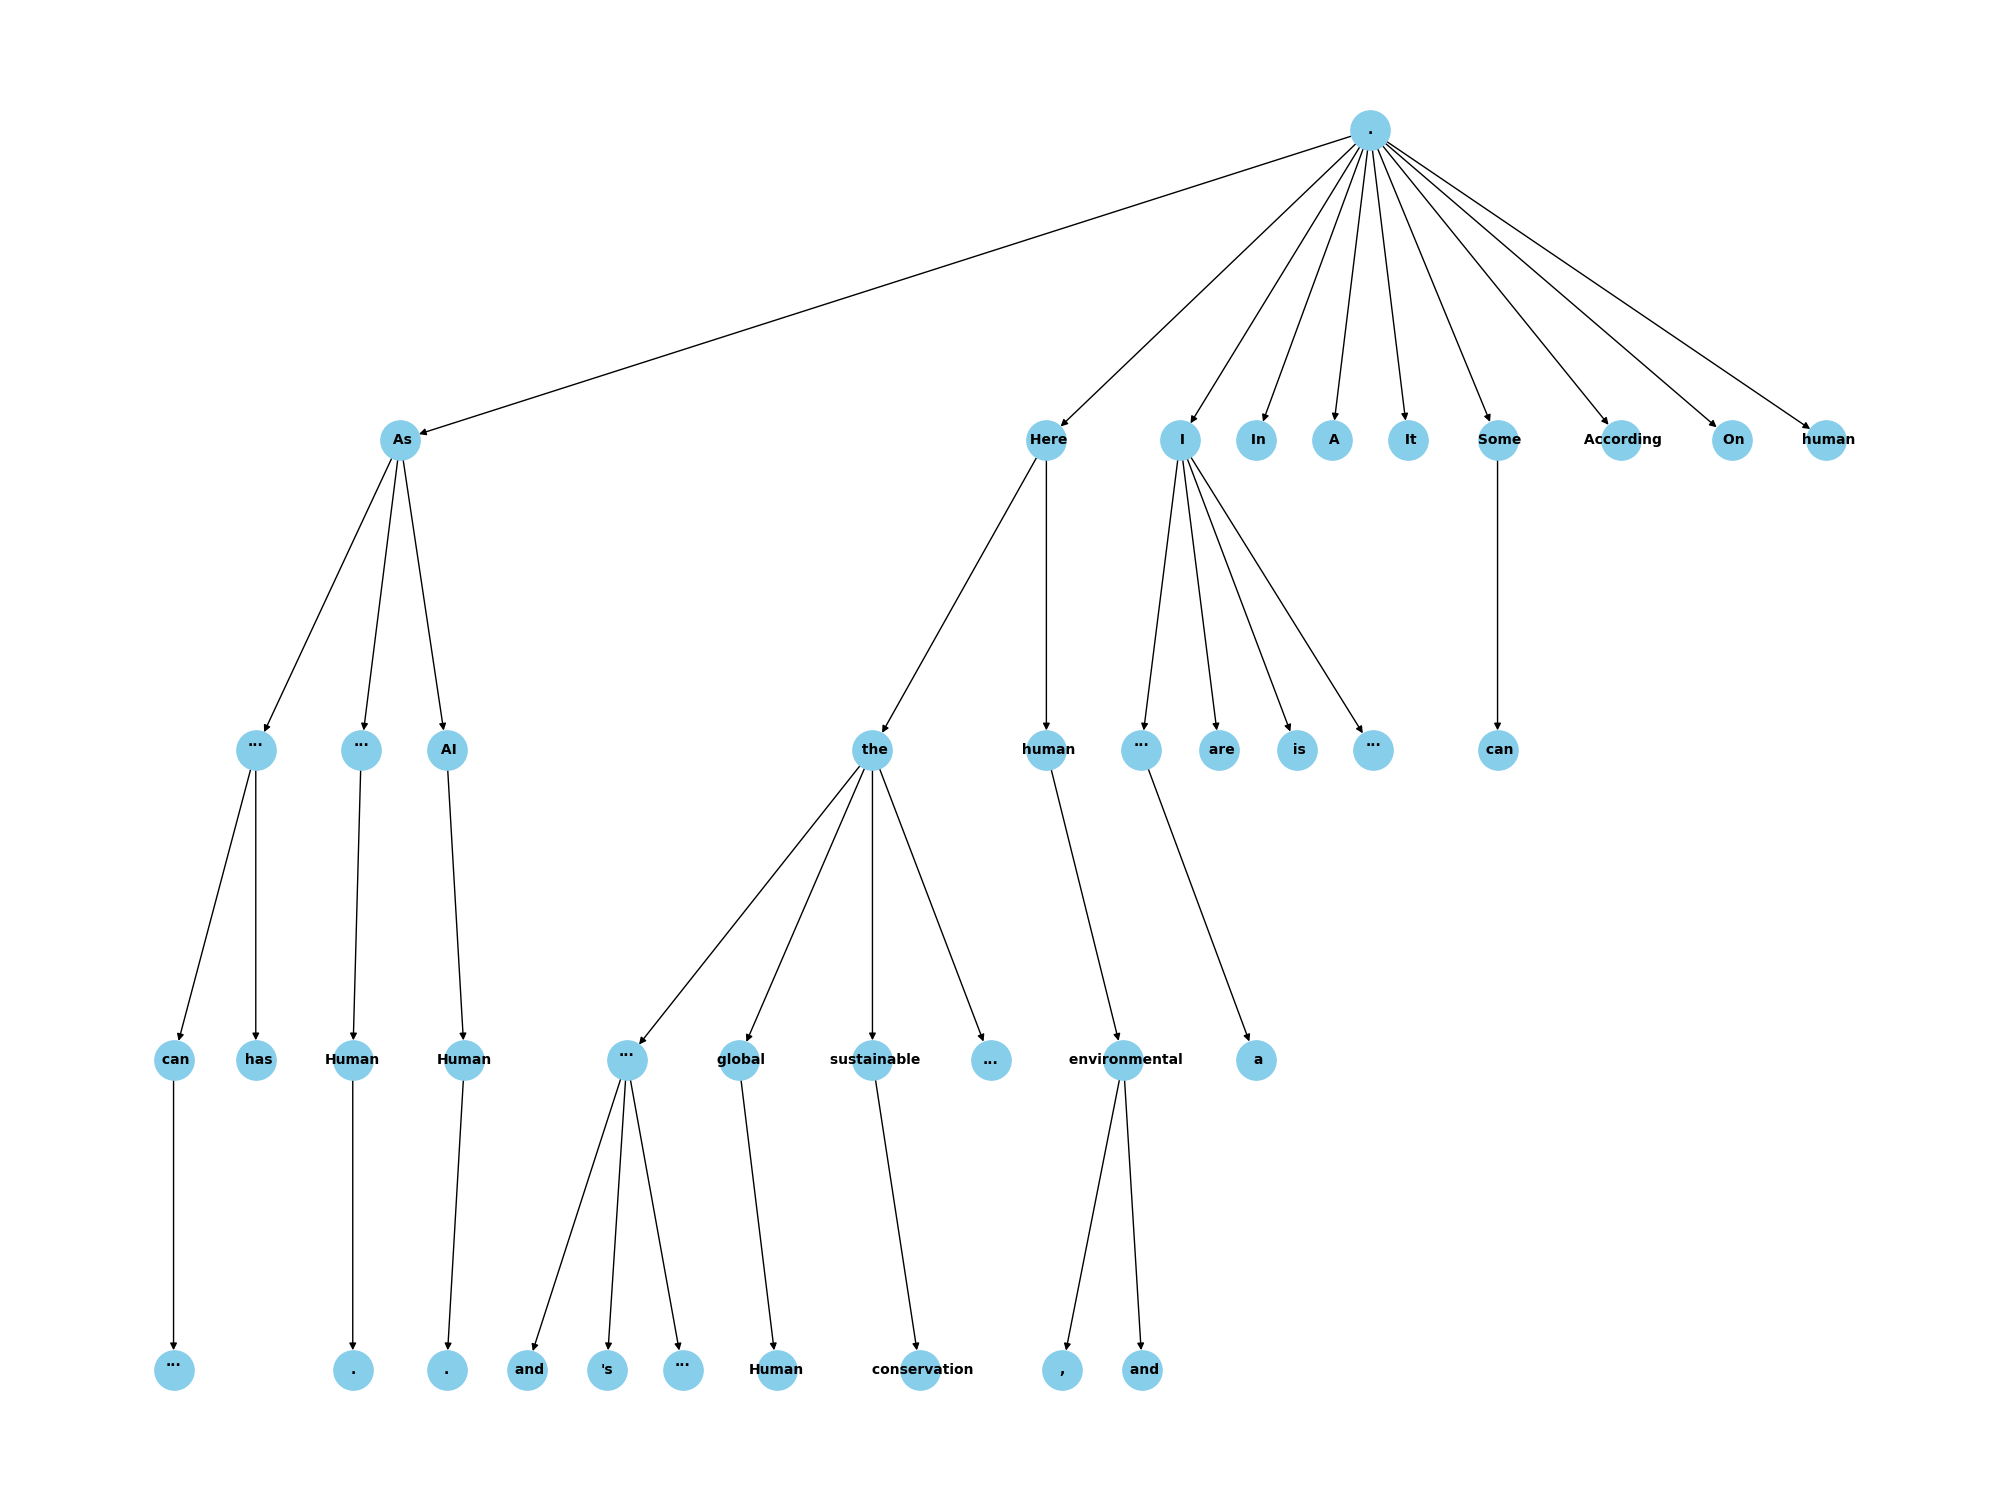 .
As Here I In A It Some According On human
... ... AI the human ... are is ... can
can has Human Human ... global sustainable ... environmental a
... . . and 's ... Human conservation , and